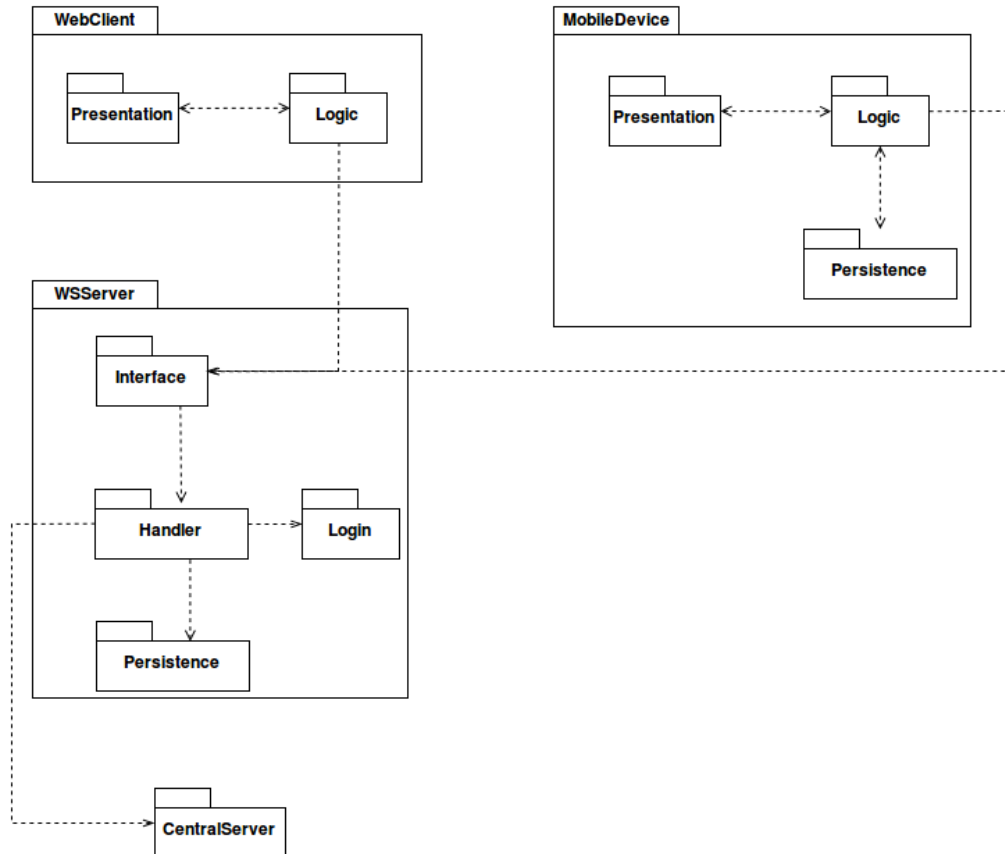 WebClient
Presentation
Logic
MobileDevice
Presentation
Logic
Persistence
WSServer
Interface
Handler
Login
Persistence
CentralServer